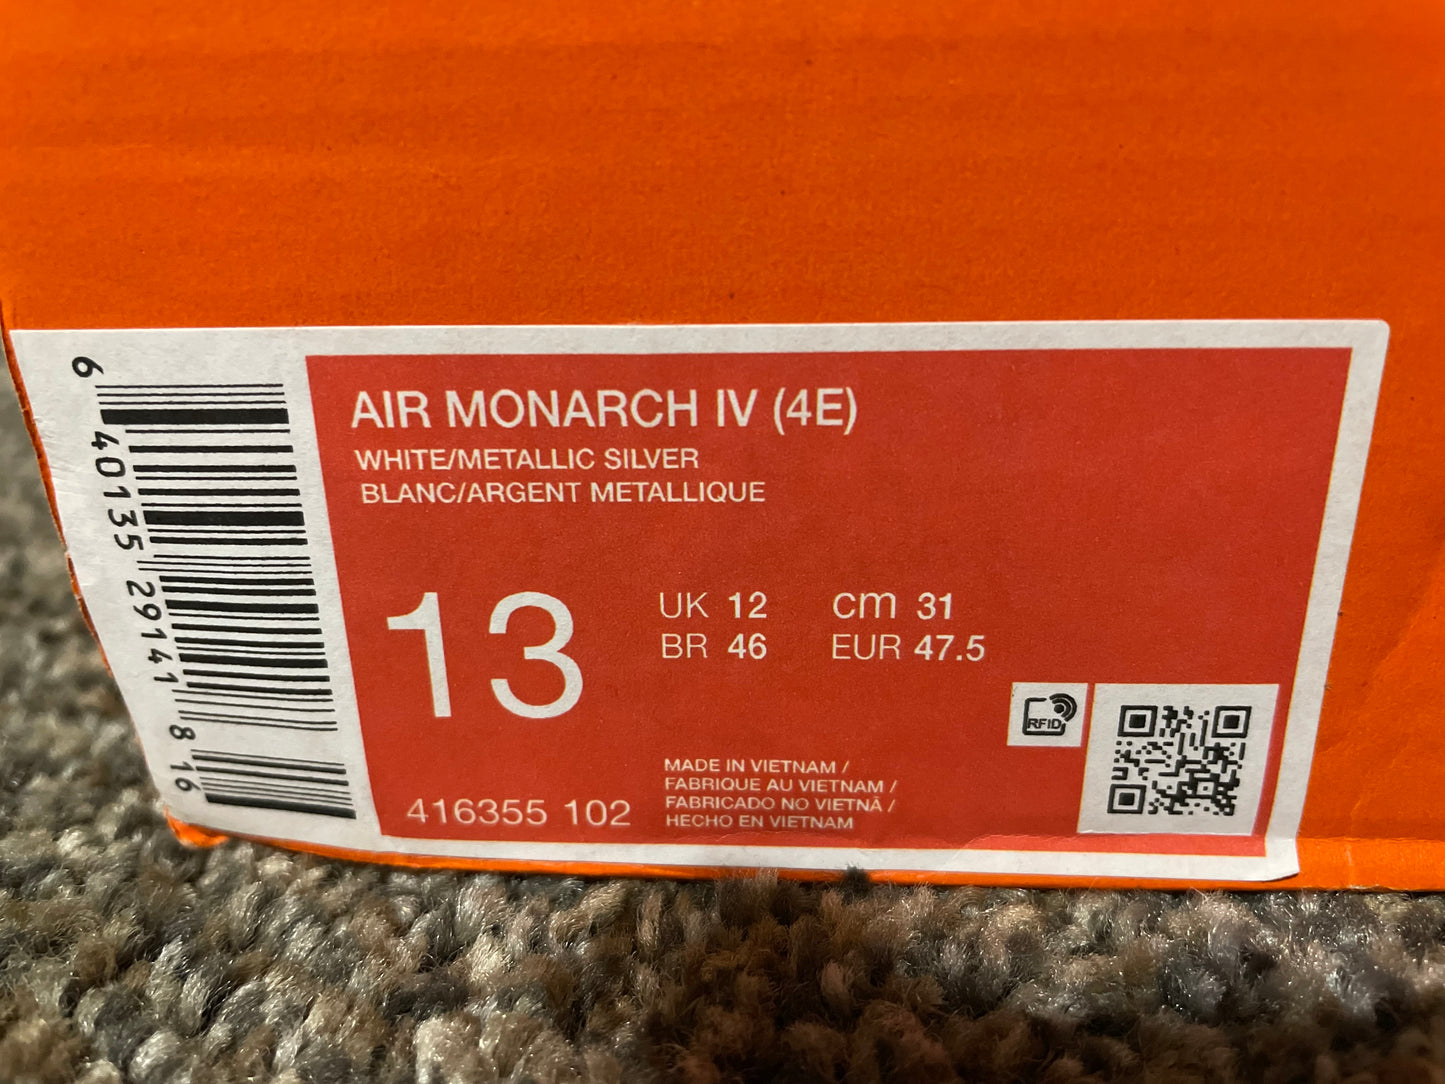 AIR MONARCH IV (4E)
WHITE/METALLIC SILVER
BLANC/ARGENT METALLIQUE
13
UK 12
BR 46
cm 31
EUR 47.5
RFID
MADE IN VIETNAM /
FABRIQUE AU VIETNAM /
FABRICADO NO VIETNÃ /
HECHO EN VIETNAM
416355 102
6 40135 29141 8 16